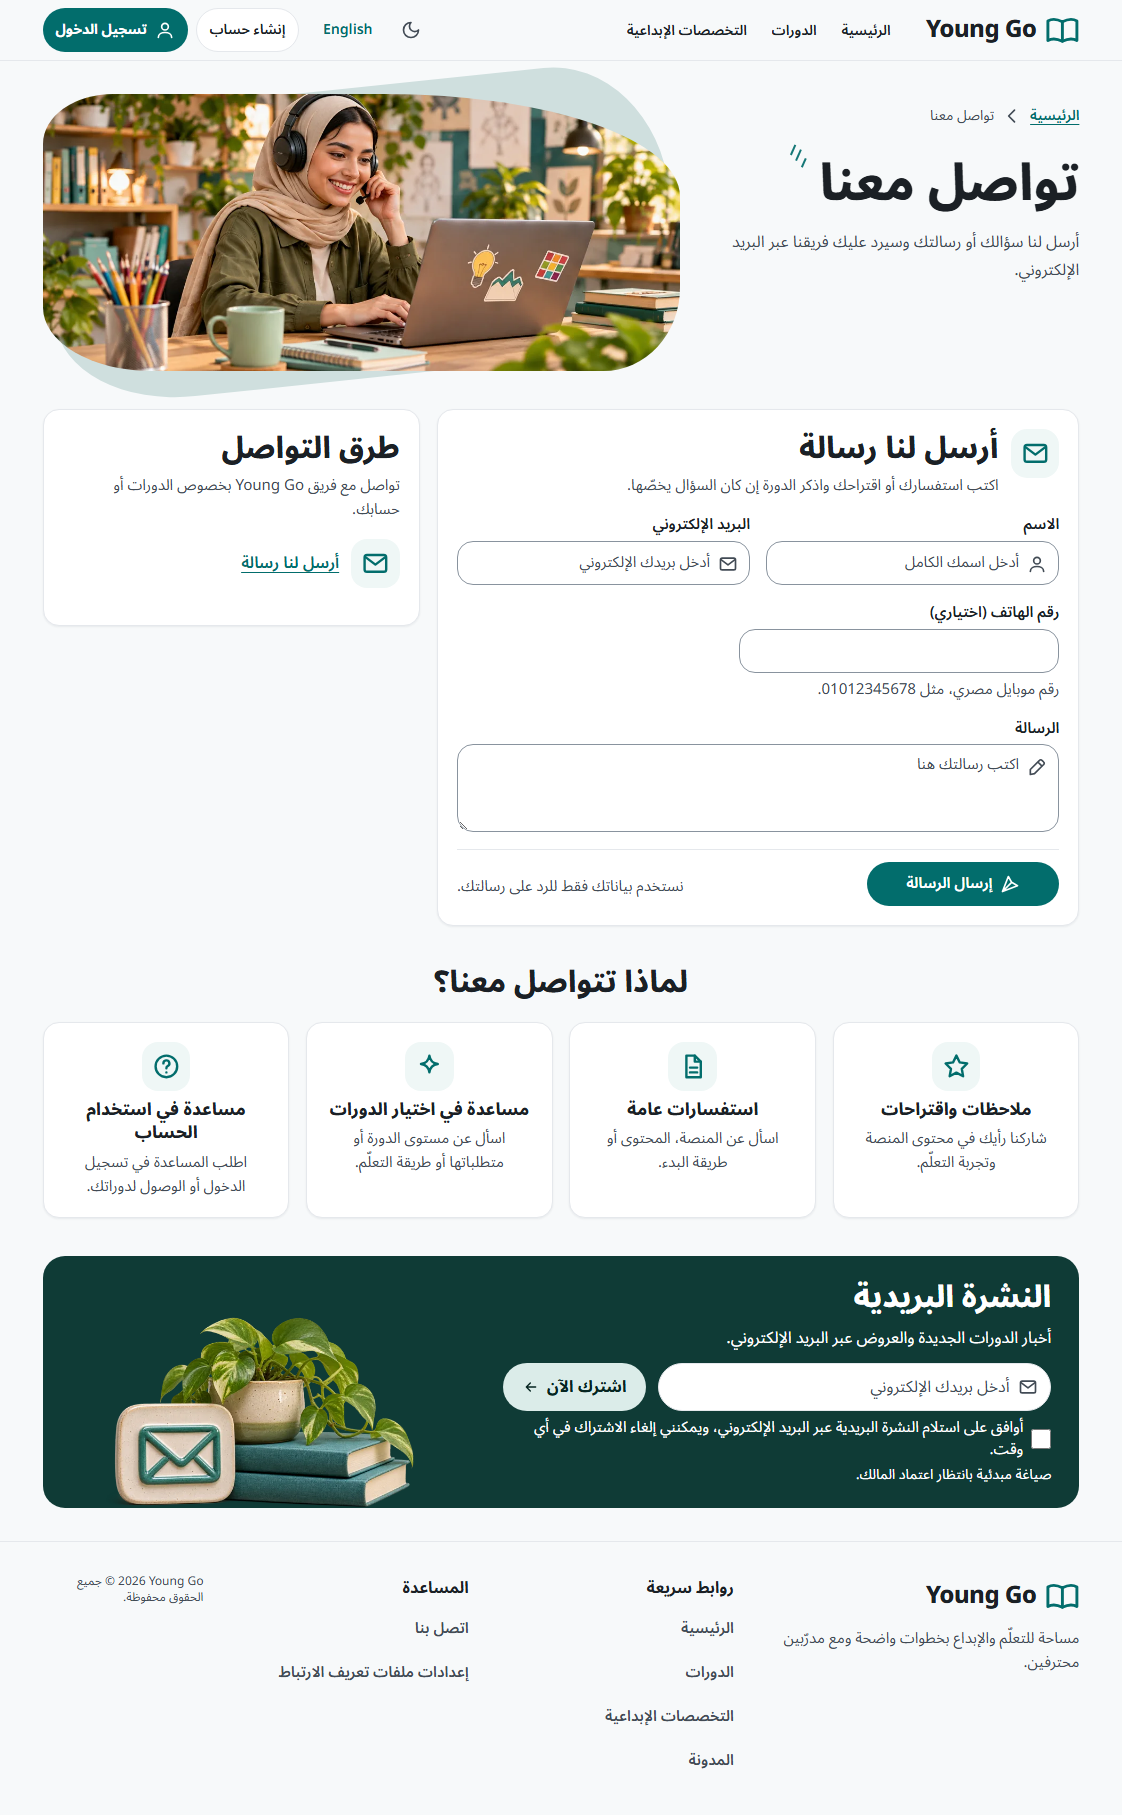 Young Go
الرئيسية
الدورات
التخصصات الإبداعية
English
إنشاء حساب
تسجيل الدخول
الرئيسية
تواصل معنا
تواصل معنا
أرسل لنا سؤالك أو رسالتك وسيرد عليك فريقنا عبر البريد
الإلكتروني.
أرسل لنا رسالة
اكتب استفسارك أو اقتراحك واذكر الدورة إن كان السؤال يخصّها.
الاسم
أدخل اسمك الكامل
البريد الإلكتروني
أدخل بريدك الإلكتروني
رقم الهاتف (اختياري)
رقم موبايل مصري، مثل 01012345678.
الرسالة
اكتب رسالتك هنا
إرسال الرسالة
نستخدم بياناتك فقط للرد على رسالتك.
طرق التواصل
تواصل مع فريق Young Go بخصوص الدورات أو
حسابك.
أرسل لنا رسالة
لماذا تتواصل معنا؟
ملاحظات واقتراحات
شاركنا رأيك في محتوى المنصة
وتجربة التعلّم.
استفسارات عامة
اسأل عن المنصة، المحتوى أو
طريقة البدء.
مساعدة في اختيار الدورات
اسأل عن مستوى الدورة أو
متطلباتها أو طريقة التعلّم.
مساعدة في استخدام
الحساب
اطلب المساعدة في تسجيل
الدخول أو الوصول لدوراتك.
النشرة البريدية
أخبار الدورات الجديدة والعروض عبر البريد الإلكتروني.
أدخل بريدك الإلكتروني
اشترك الآن
أوافق على استلام النشرة البريدية عبر البريد الإلكتروني، ويمكنني إلغاء الاشتراك في أي
وقت.
صياغة مبدئية بانتظار اعتماد المالك.
Young Go
مساحة للتعلّم والإبداع بخطوات واضحة ومع مدرّبين
محترفين.
روابط سريعة
الرئيسية
الدورات
التخصصات الإبداعية
المدونة
المساعدة
اتصل بنا
إعدادات ملفات تعريف الارتباط
Young Go 2026 © جميع
الحقوق محفوظة.